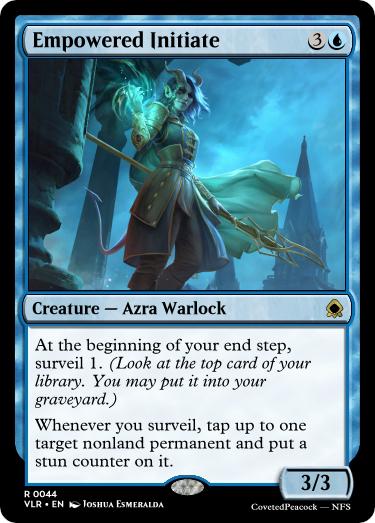 Empowered Initiate 3
Creature — Azra Warlock
At the beginning of your end step,
surveil 1. (Look at the top card of your
library. You may put it into your
graveyard.)
Whenever you surveil, tap up to one
target nonland permanent and put a
stun counter on it.
3/3
R 0044
VLR • EN Joshua Esmeralda
CovetedPeacock — NFS